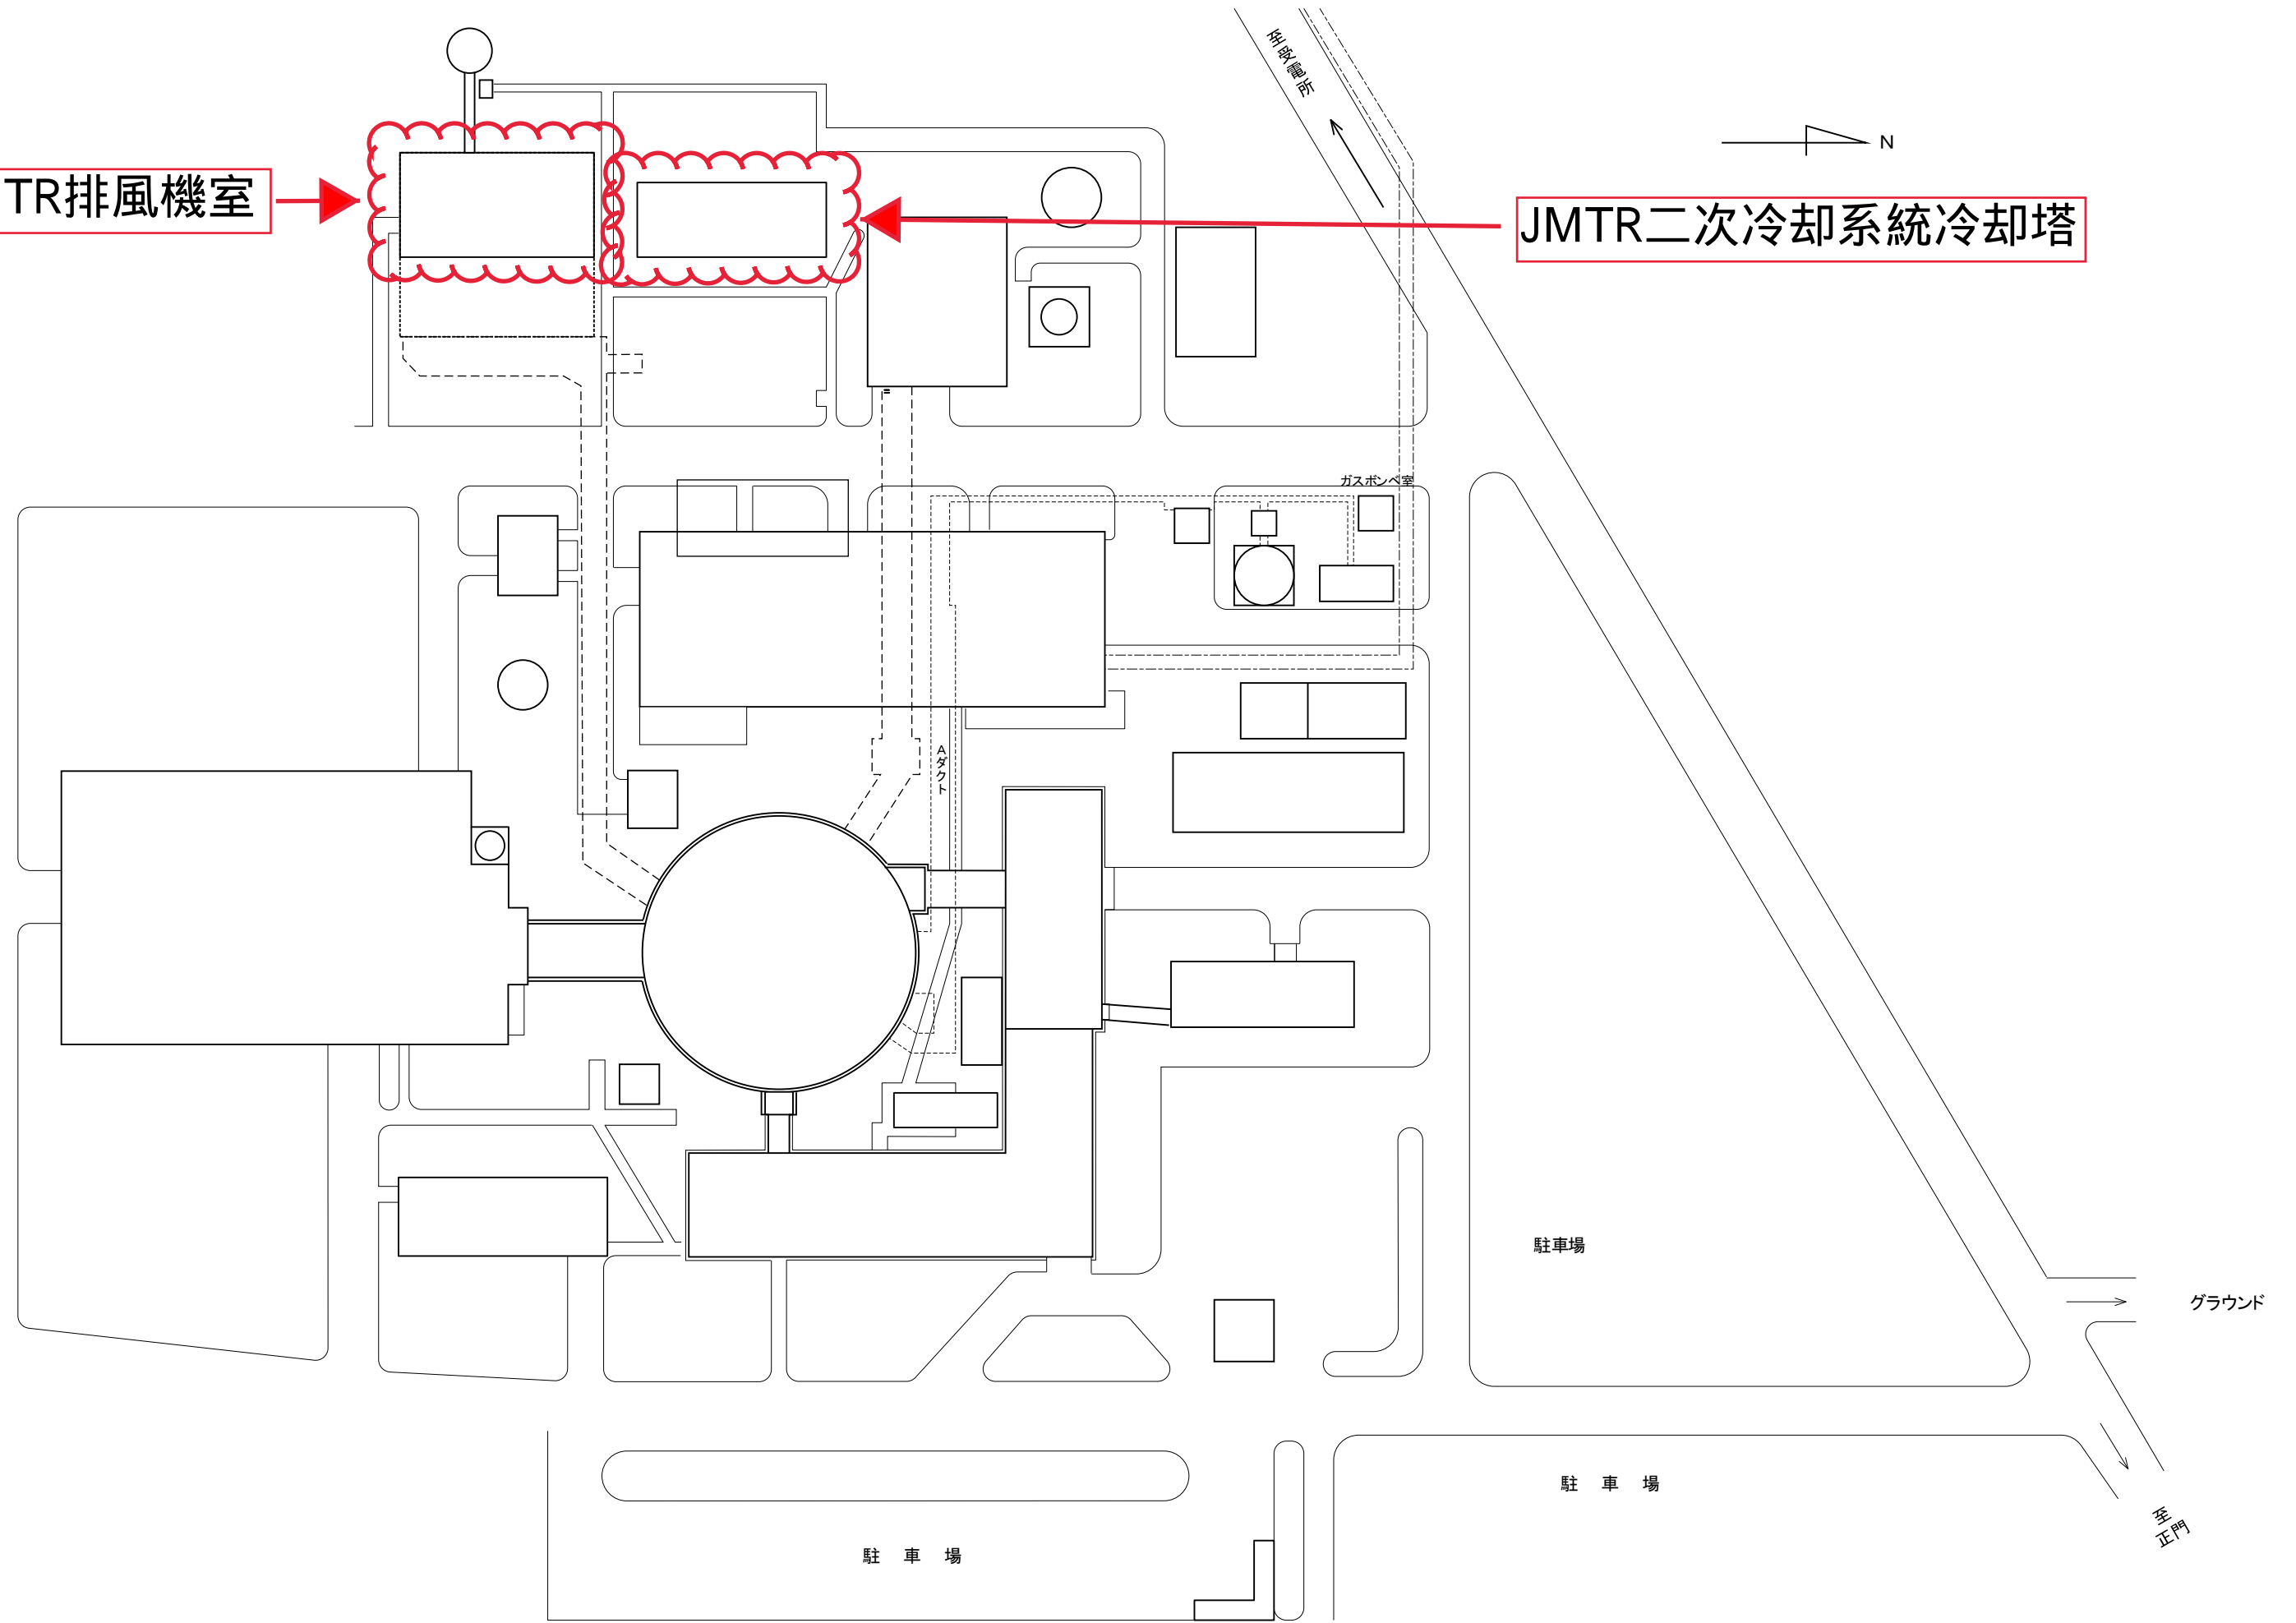 至受電所
N
TR排風機室
JMTR二次冷却系統冷却塔
ガスボンベ室
Aダクト
駐車場
グラウンド
駐車場
至
正門
駐車場